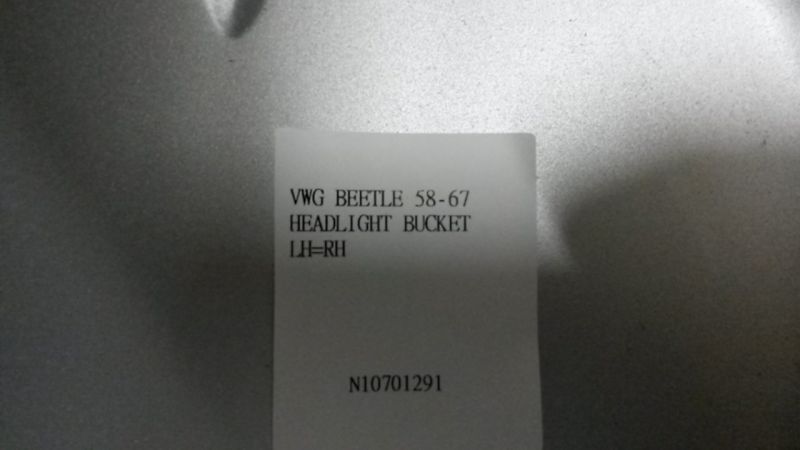 VWG BEETLE 58-67
HEADLIGHT BUCKET
LH=RH
N10701291